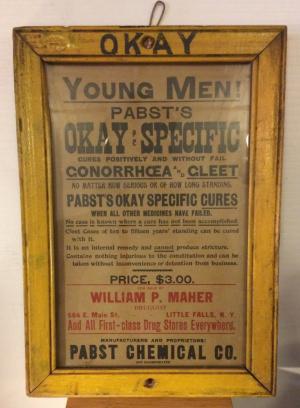 OKAY
YOUNG MEN!
PABST'S
OKAY SPECIFIC
CURES POSITIVELY AND WITHOUT FAIL
GONORRHŒA AND GLEET
NO MATTER HOW SERIOUS OR OF HOW LONG STANDING.
PABST'S OKAY SPECIFIC CURES
WHEN ALL OTHER MEDICINES HAVE FAILED.
No case is known where a cure has not been accomplished.
Cases of ten to fifteen years' standing can be cured
with it.
It is an internal remedy and cannot produce stricture.
Contains nothing injurious to the constitution and can be
taken without inconvenience or detention from business.
PRICE, $3.00.
FOR SALE BY
WILLIAM P. MAHER
DRUGGIST
564 E. Main St. LITTLE FALLS, N. Y.
And All First-class Drug Stores Everywhere.
MANUFACTURERS AND PROPRIETORS:
PABST CHEMICAL CO.